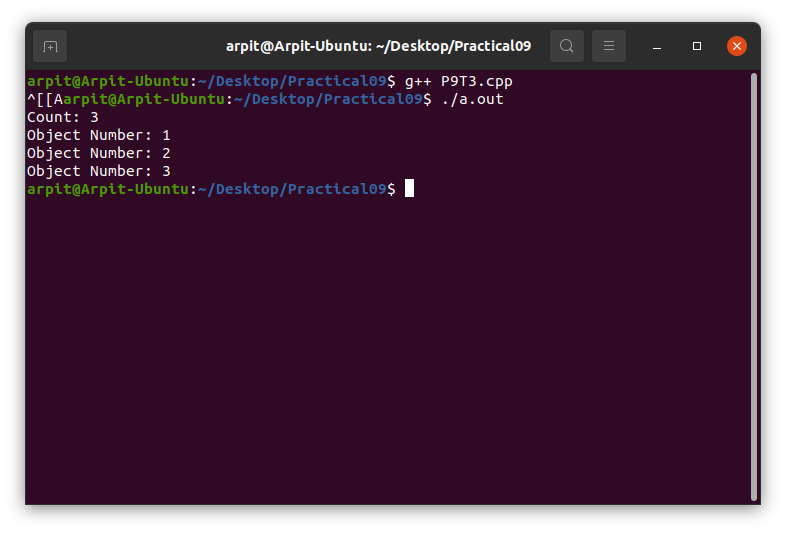 arpit@Arpit-Ubuntu: ~/Desktop/Practical09
arpit@Arpit-Ubuntu:~/Desktop/Practical09$ g++ P9T3.cpp
^[[Aarpit@Arpit-Ubuntu:~/Desktop/Practical09$ ./a.out
Count: 3
Object Number: 1
Object Number: 2
Object Number: 3
arpit@Arpit-Ubuntu:~/Desktop/Practical09$